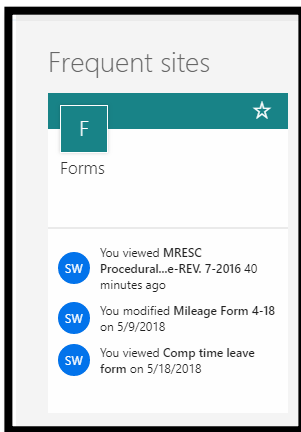 Frequent sites
F
Forms
SW
You viewed MRESC
Procedural...e-REV. 7-2016 40
minutes ago
SW
You modified Mileage Form 4-18
on 5/9/2018
SW
You viewed Comp time leave
form on 5/18/2018